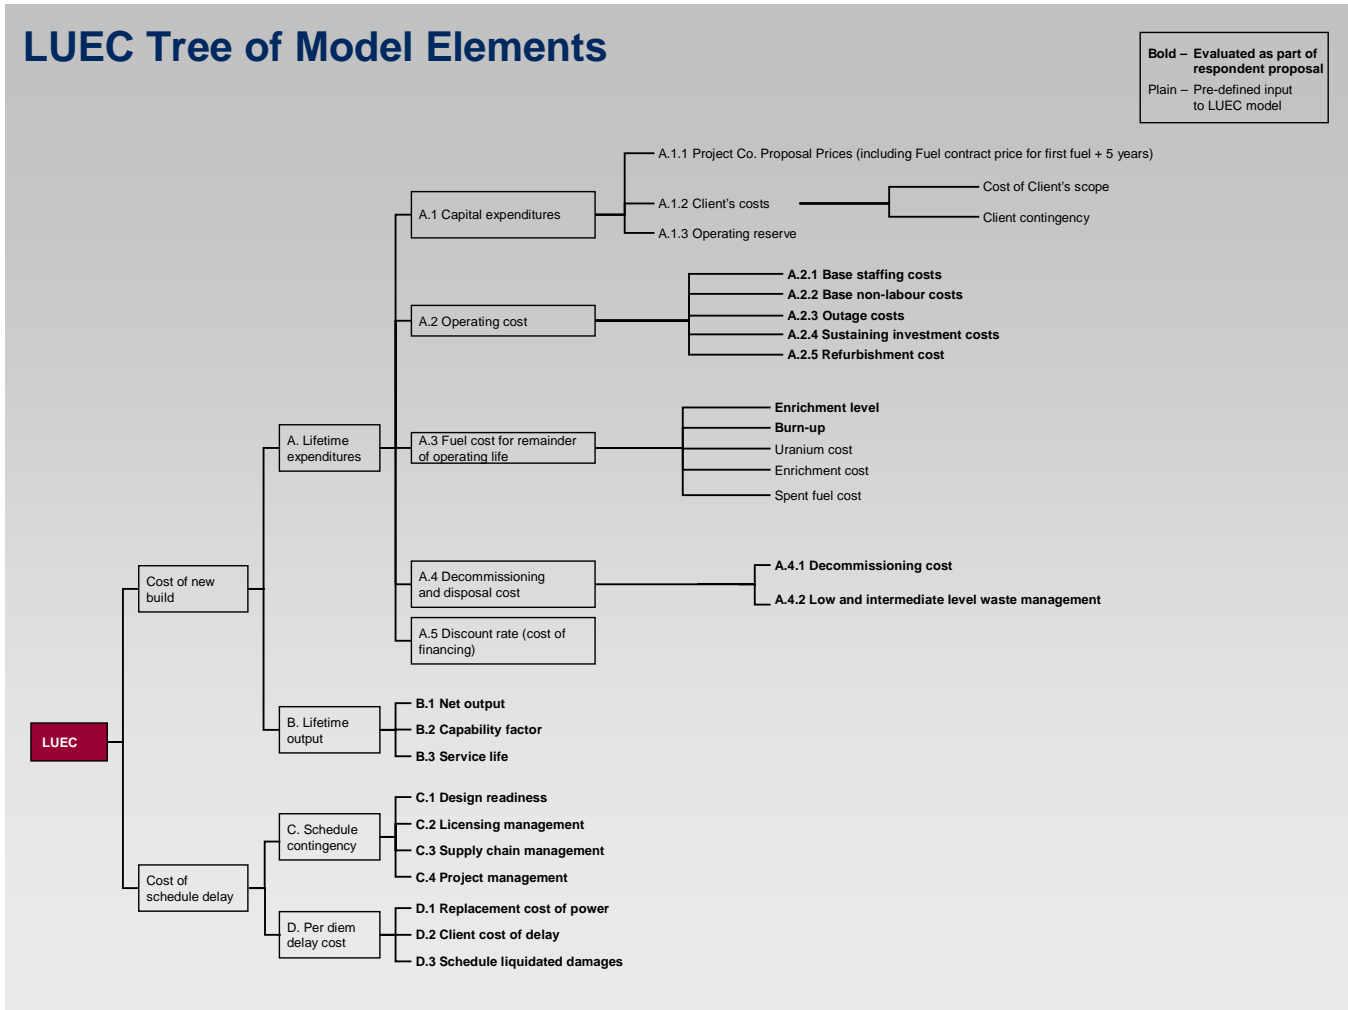 LUEC Tree of Model Elements
Bold – Evaluated as part of
respondent proposal
Plain – Pre-defined input
to LUEC model
A.1.1 Project Co. Proposal Prices (including Fuel contract price for first fuel + 5 years)
A.1 Capital expenditures
A.1.2 Client's costs
Cost of Client's scope
Client contingency
A.1.3 Operating reserve
A.2 Operating cost
A.2.1 Base staffing costs
A.2.2 Base non-labour costs
A.2.3 Outage costs
A.2.4 Sustaining investment costs
A.2.5 Refurbishment cost
A. Lifetime
expenditures
A.3 Fuel cost for remainder
of operating life
Enrichment level
Burn-up
Uranium cost
Enrichment cost
Spent fuel cost
Cost of new
build
A.4 Decommissioning
and disposal cost
A.4.1 Decommissioning cost
A.4.2 Low and intermediate level waste management
A.5 Discount rate (cost of
financing)
LUEC
B. Lifetime
output
B.1 Net output
B.2 Capability factor
B.3 Service life
Cost of
schedule delay
C. Schedule
contingency
C.1 Design readiness
C.2 Licensing management
C.3 Supply chain management
C.4 Project management
D. Per diem
delay cost
D.1 Replacement cost of power
D.2 Client cost of delay
D.3 Schedule liquidated damages